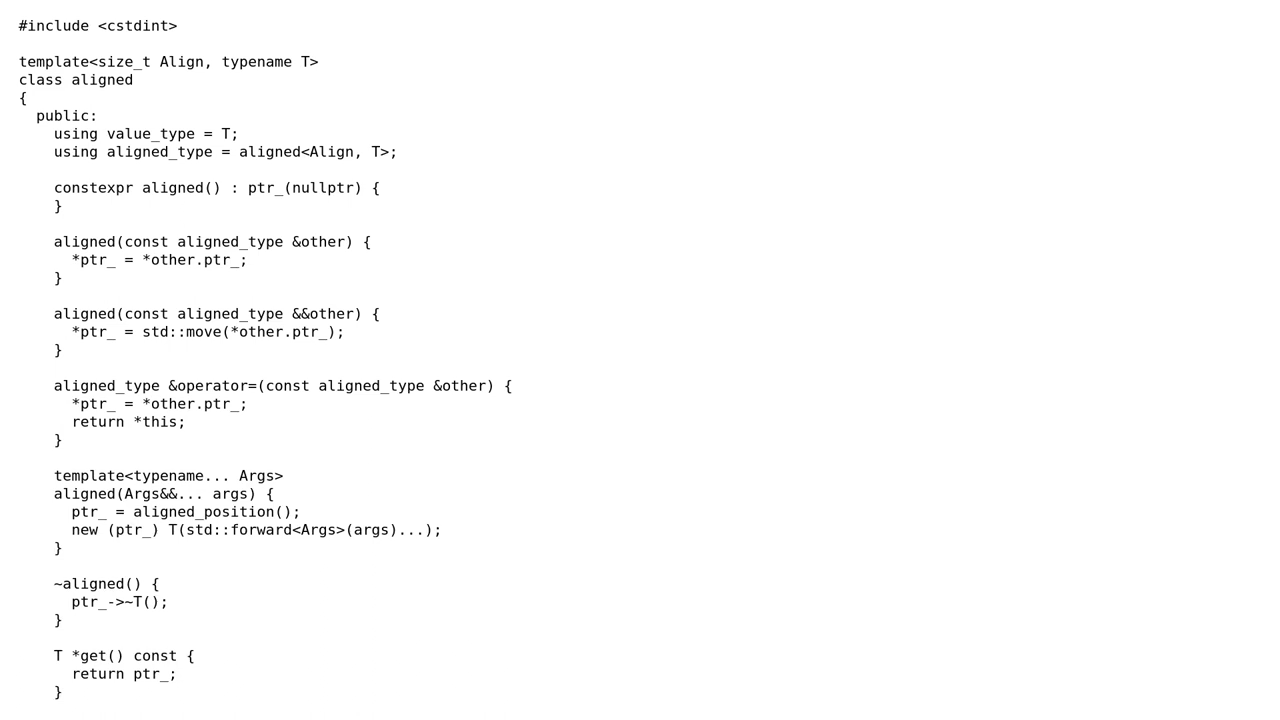 #include <cstdint>

template<size_t Align, typename T>
class aligned
{
  public:
    using value_type = T;
    using aligned_type = aligned<Align, T>;

    constexpr aligned() : ptr_(nullptr) {
    }

    aligned(const aligned_type &other) {
      *ptr_ = *other.ptr_;
    }

    aligned(const aligned_type &&other) {
      *ptr_ = std::move(*other.ptr_);
    }

    aligned_type &operator=(const aligned_type &other) {
      *ptr_ = *other.ptr_;
      return *this;
    }

    template<typename... Args>
    aligned(Args&&... args) {
      ptr_ = aligned_position();
      new (ptr_) T(std::forward<Args>(args)...);
    }

    ~aligned() {
      ptr_->~T();
    }

    T *get() const {
      return ptr_;
    }